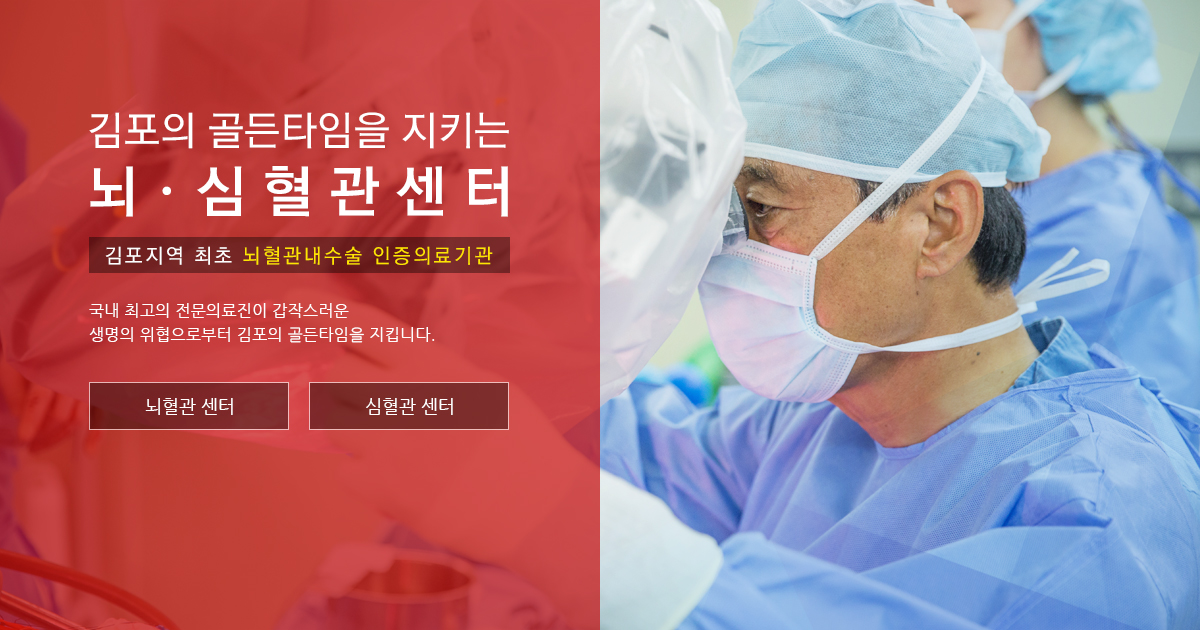 김포의 골든타임을 지키는
뇌 · 심혈관센터
김포지역 최초 뇌혈관내수술 인증의료기관
국내 최고의 전문의료진이 갑작스러운
생명의 위협으로부터 김포의 골든타임을 지킵니다.
뇌혈관 센터
심혈관 센터